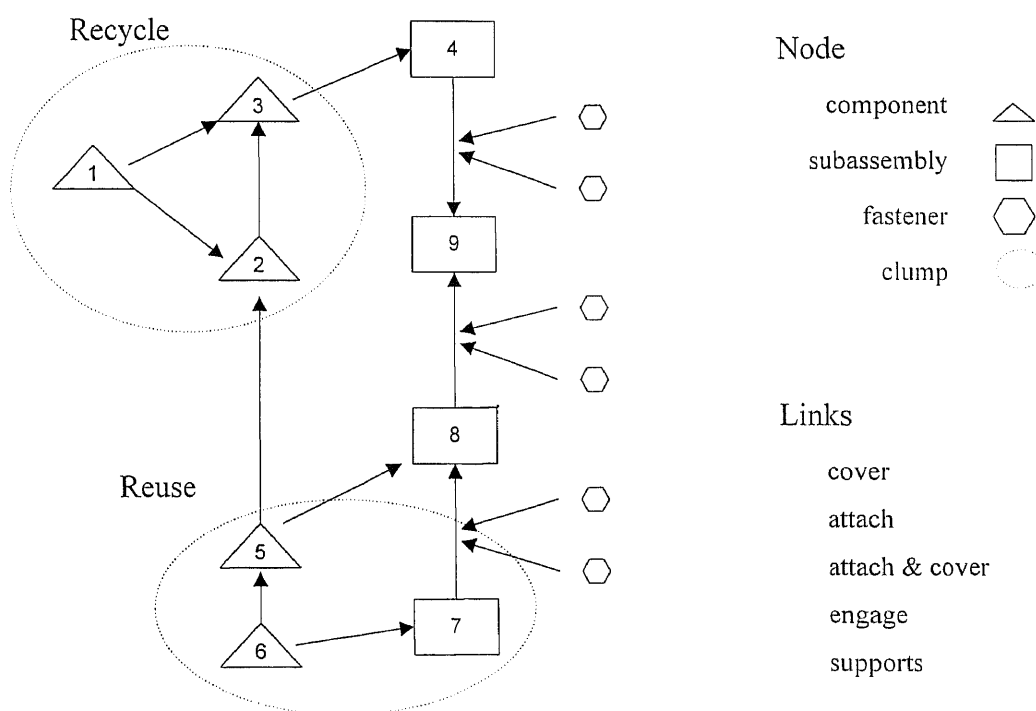 Recycle
4
3
1
2
9
8
Reuse
5
6
7
Node
component
subassembly
fastener
clump
Links
cover
attach
attach & cover
engage
supports